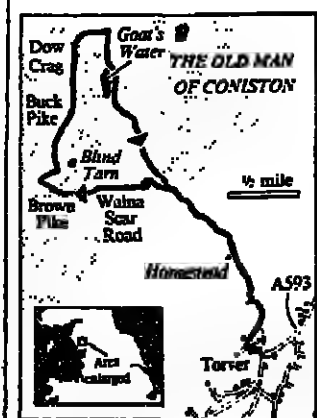 Goat's
Water
Dow
Crag
THE OLD MAN
OF CONISTON
Buck
Pike
Blind
Tarn
½ mile
Brown
Pike
Walna
Scar
Road
Homestead
A593
Torver
Area
enlarged